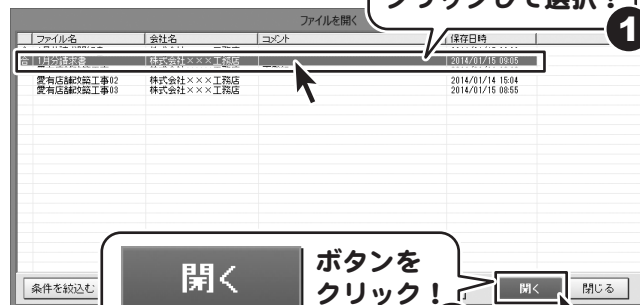 クリックして選択！
ファイルを開く
1
ファイル名 会社名 コメント 保存日時
1月分請求書 株式会社×××工務店 2014/01/15 09:05
愛有店舗改築工事02 株式会社×××工務店 2014/01/14 15:04
愛有店舗改築工事03 株式会社×××工務店 2014/01/15 08:55
条件を絞込む
開く
ボタンを
クリック！
開く
閉じる